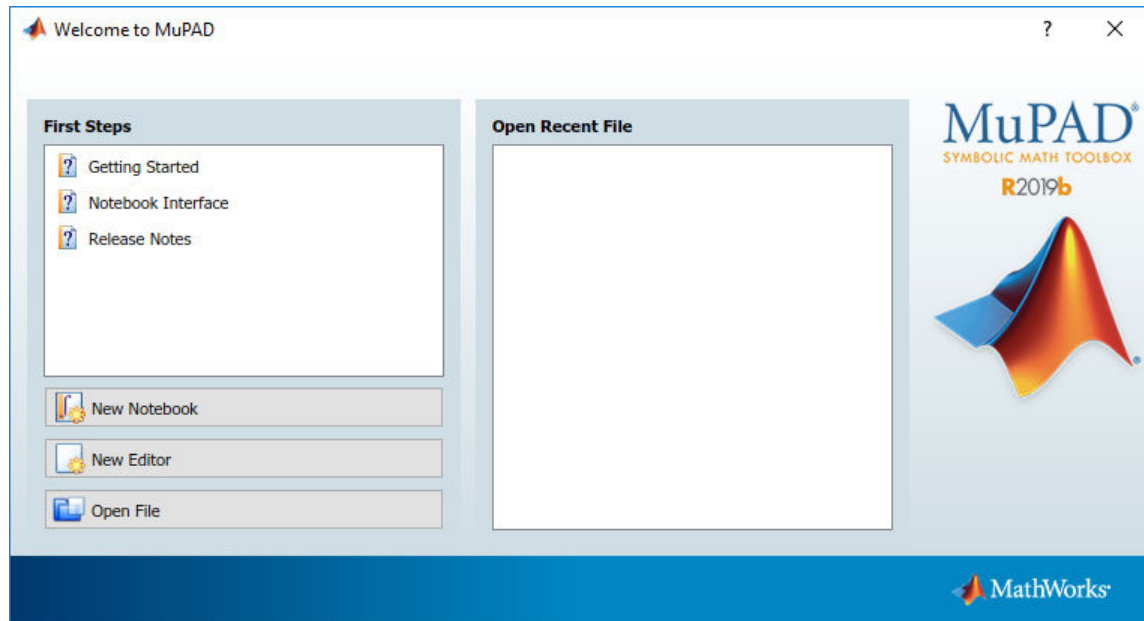 Welcome to MuPAD
?
First Steps
Getting Started
Notebook Interface
Release Notes
New Notebook
New Editor
Open File
Open Recent File
MuPAD®
SYMBOLIC MATH TOOLBOX
R2019b
®
MathWorks®